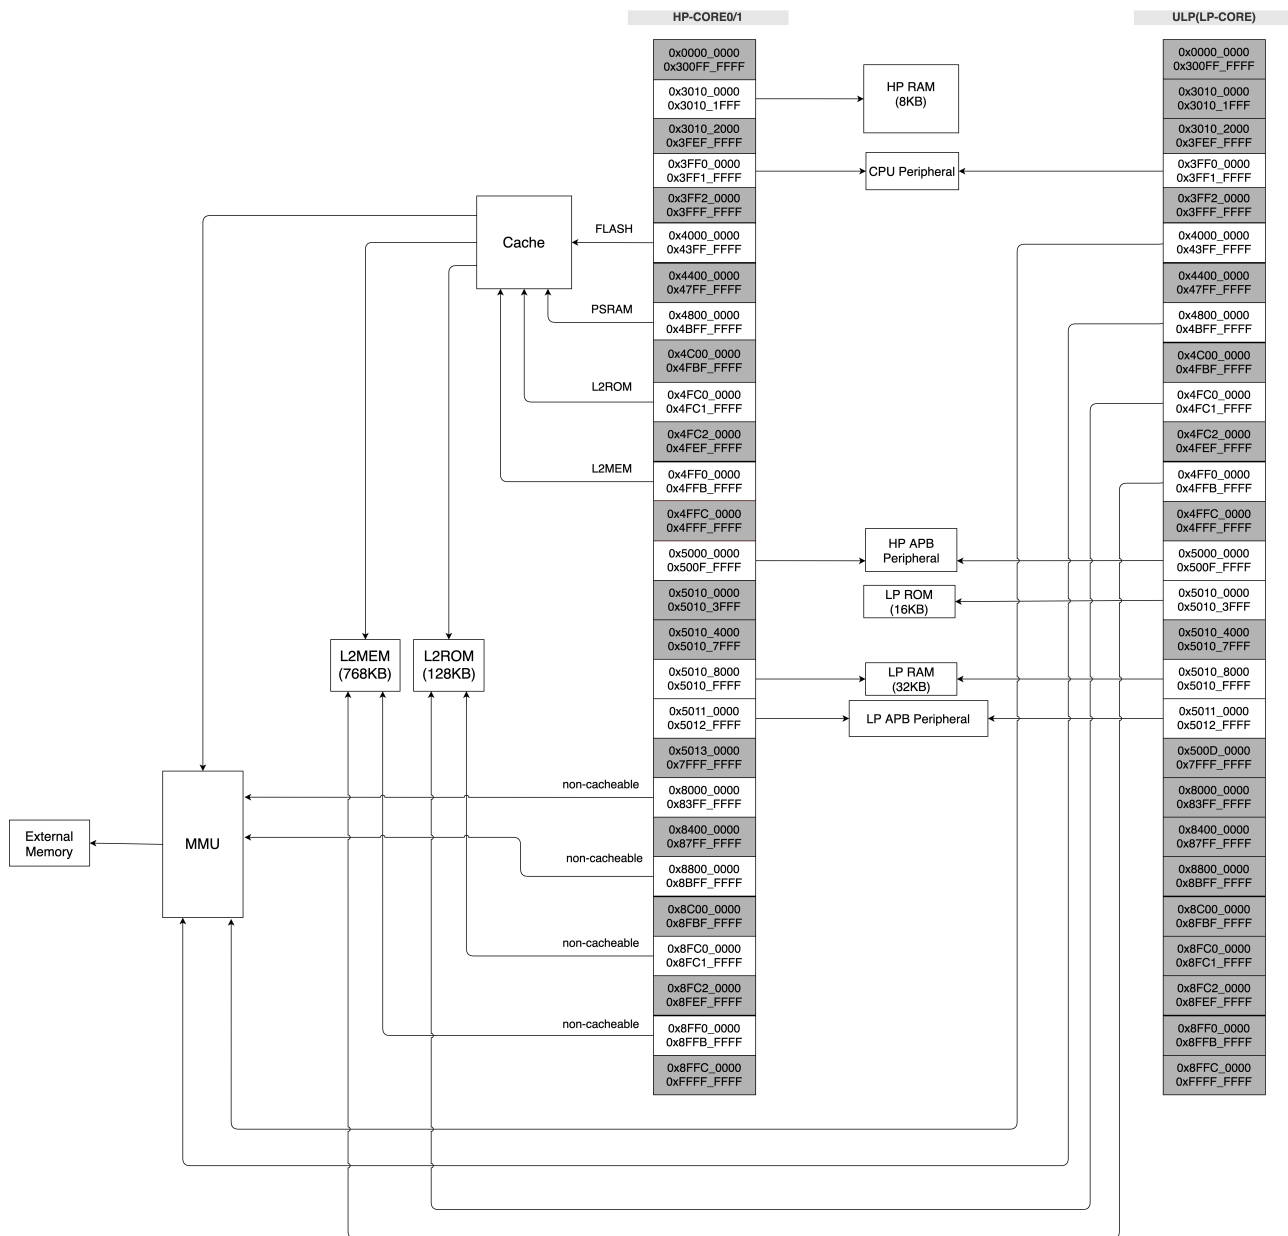 HP-CORE0/1
ULP(LP-CORE)
0x0000_0000
0x300FF_FFFF
0x3010_0000
0x3010_1FFF
0x3010_2000
0x3FEF_FFFF
0x3FF0_0000
0x3FF1_FFFF
0x3FF2_0000
0x3FFF_FFFF
0x4000_0000
0x43FF_FFFF
0x4400_0000
0x47FF_FFFF
0x4800_0000
0x4BFF_FFFF
0x4C00_0000
0x4FBF_FFFF
0x4FC0_0000
0x4FC1_FFFF
0x4FC2_0000
0x4FEF_FFFF
0x4FF0_0000
0x4FFB_FFFF
0x4FFC_0000
0x4FFF_FFFF
0x5000_0000
0x500F_FFFF
0x5010_0000
0x5010_3FFF
0x5010_4000
0x5010_7FFF
0x5010_8000
0x5010_FFFF
0x5011_0000
0x5012_FFFF
0x5013_0000
0x7FFF_FFFF
0x8000_0000
0x83FF_FFFF
0x8400_0000
0x87FF_FFFF
0x8800_0000
0x8BFF_FFFF
0x8C00_0000
0x8FBF_FFFF
0x8FC0_0000
0x8FC1_FFFF
0x8FC2_0000
0x8FEF_FFFF
0x8FF0_0000
0x8FFB_FFFF
0x8FFC_0000
0xFFFF_FFFF
HP RAM
(8KB)
CPU Peripheral
HP APB
Peripheral
LP ROM
(16KB)
LP RAM
(32KB)
LP APB Peripheral
Cache
FLASH
PSRAM
L2ROM
L2MEM
L2MEM
(768KB)
L2ROM
(128KB)
MMU
External
Memory
non-cacheable
non-cacheable
non-cacheable
non-cacheable
0x0000_0000
0x300FF_FFFF
0x3010_0000
0x3010_1FFF
0x3010_2000
0x3FEF_FFFF
0x3FF0_0000
0x3FF1_FFFF
0x3FF2_0000
0x3FFF_FFFF
0x4000_0000
0x43FF_FFFF
0x4400_0000
0x47FF_FFFF
0x4800_0000
0x4BFF_FFFF
0x4C00_0000
0x4FBF_FFFF
0x4FC0_0000
0x4FC1_FFFF
0x4FC2_0000
0x4FEF_FFFF
0x4FF0_0000
0x4FFB_FFFF
0x4FFC_0000
0x4FFF_FFFF
0x5000_0000
0x500F_FFFF
0x5010_0000
0x5010_3FFF
0x5010_4000
0x5010_7FFF
0x5010_8000
0x5010_FFFF
0x5011_0000
0x5012_FFFF
0x500D_0000
0x7FFF_FFFF
0x8000_0000
0x83FF_FFFF
0x8400_0000
0x87FF_FFFF
0x8800_0000
0x8BFF_FFFF
0x8C00_0000
0x8FBF_FFFF
0x8FC0_0000
0x8FC1_FFFF
0x8FC2_0000
0x8FEF_FFFF
0x8FF0_0000
0x8FFB_FFFF
0x8FFC_0000
0xFFFF_FFFF